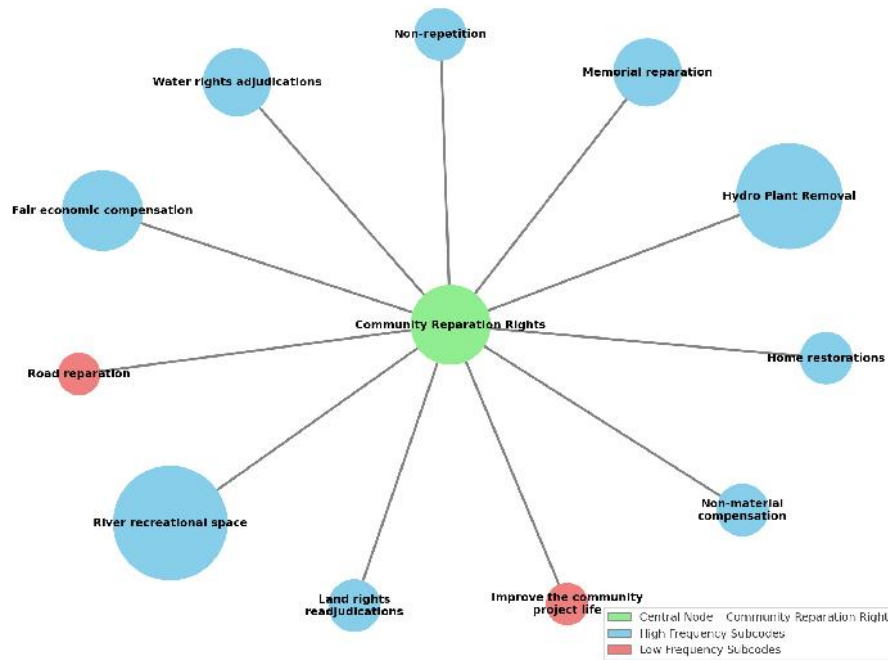 Non-repetition
Memorial reparation
Water rights adjudications
Hydro Plant Removal
Fair economic compensation
Community Reparation Rights
Home restorations
Road reparation
Non-material
compensation
River recreational space
Land rights
readjudications
Improve the community
project life
Central Node – Community Reparation Right
High Frequency Subcodes
Low Frequency Subcodes